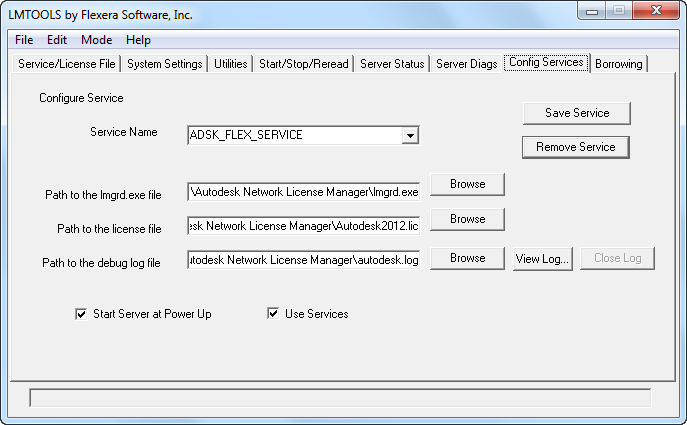 LMTOOLS by Flexera Software, Inc.
File Edit Mode Help
Service/License File System Settings Utilities Start/Stop/Reread Server Status Server Diags Config Services Borrowing
Configure Service
Save Service
Service Name ADSK_FLEX_SERVICE
Remove Service
Path to the lmgrd.exe file \Autodesk Network License Manager\lmgrd.exe Browse
Path to the license file esk Network License Manager\Autodesk2012.lic Browse
Path to the debug log file utodesk Network License Manager\autodesk.log Browse View Log... Close Log
Start Server at Power Up Use Services